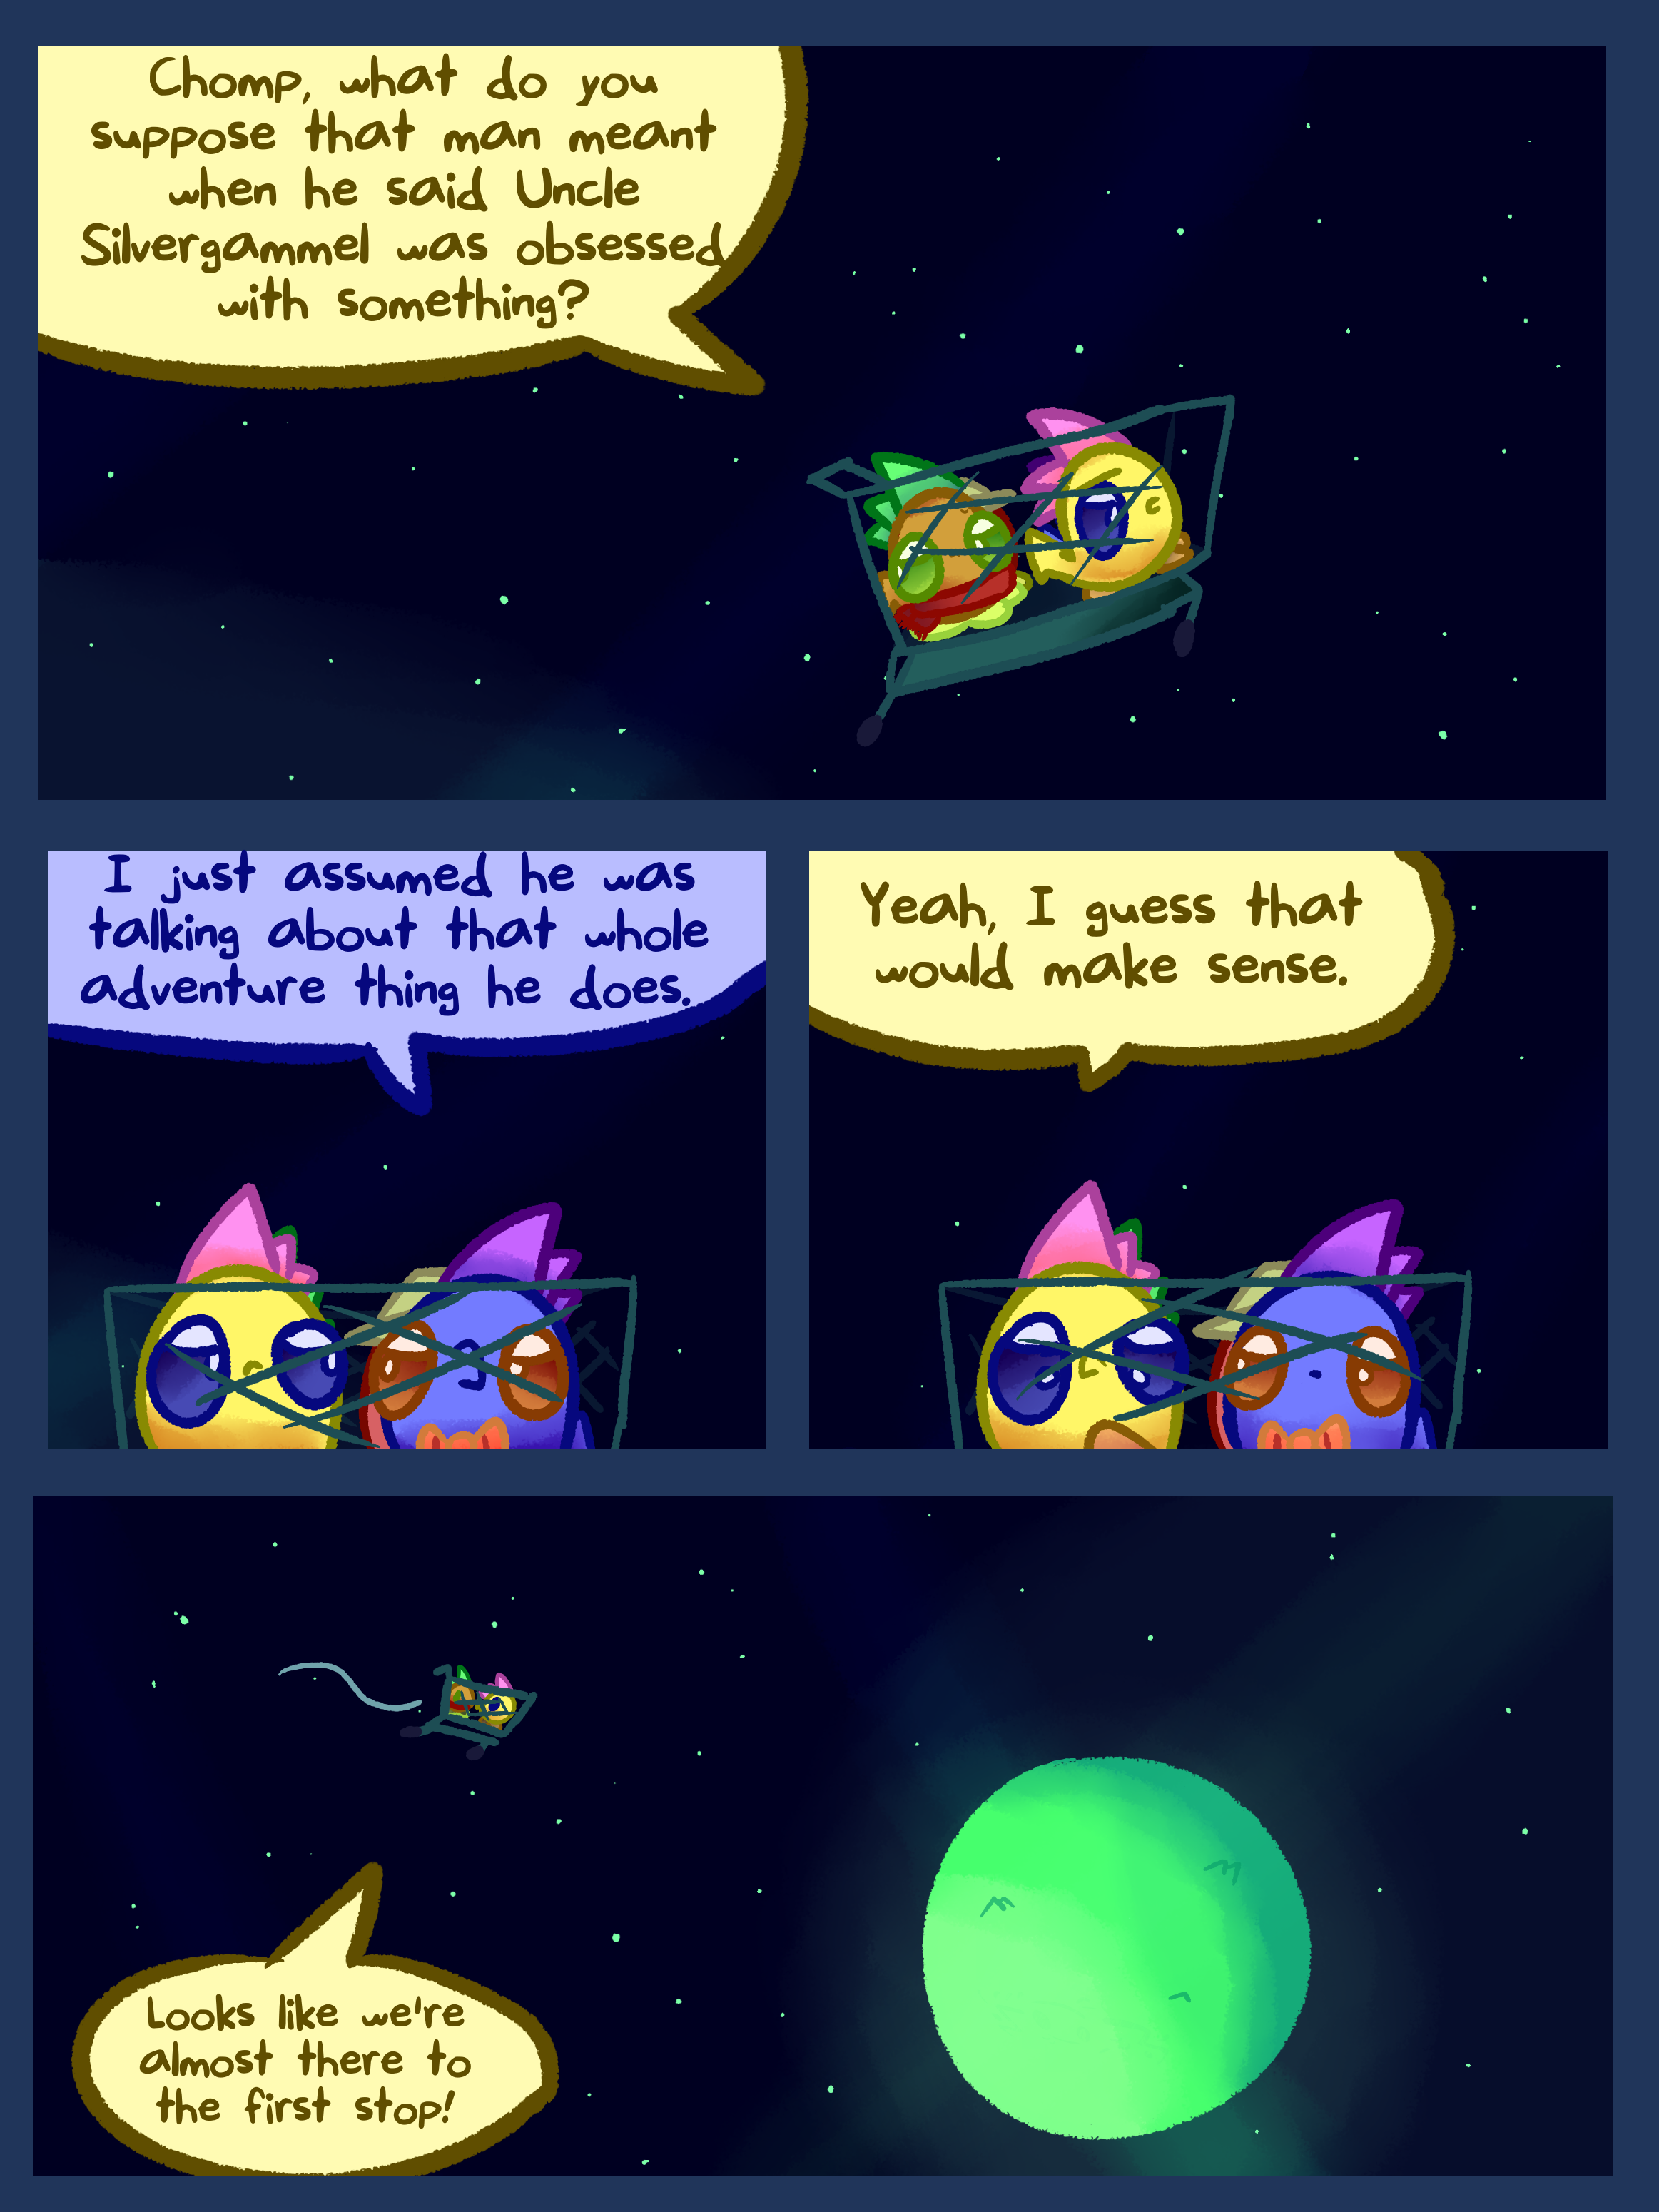 Chomp, what do you
suppose that man meant
when he said Uncle
Silvergammel was obsessed
with something?
I just assumed he was
talking about that whole
adventure thing he does.
Yeah, I guess that
would make sense.
Looks like we're
almost there to
the first stop!